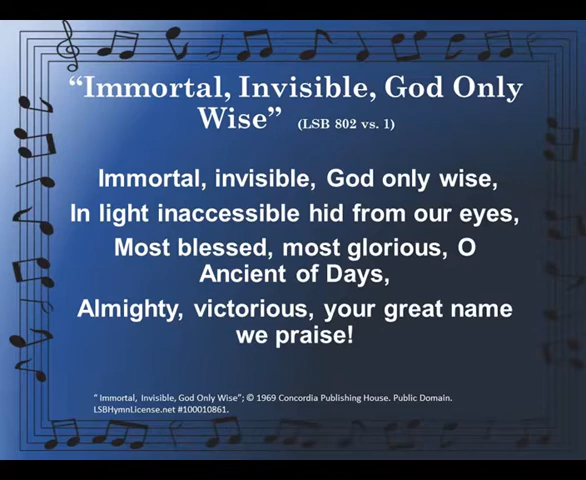 “Immortal, Invisible, God Only
Wise” (LSB 802 vs. 1)
Immortal, invisible, God only wise,
In light inaccessible hid from our eyes,
Most blessed, most glorious, O
Ancient of Days,
Almighty, victorious, your great name
we praise!
“ Immortal, Invisible, God Only Wise”; © 1969 Concordia Publishing House. Public Domain.
LSBHymnLicense.net #100010861.